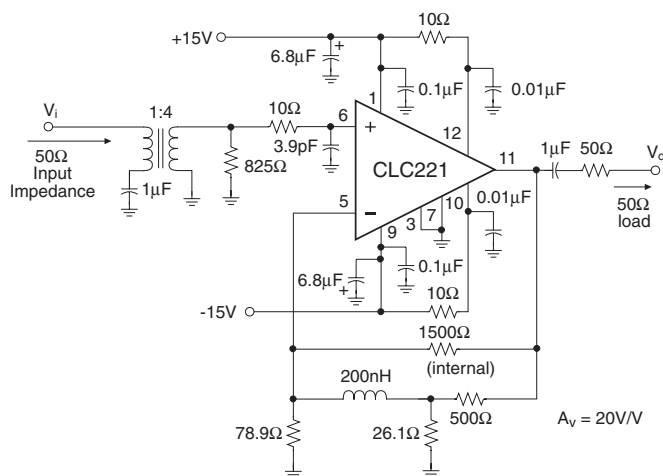 +15V
6.8µF
+
10Ω
0.1µF
0.01µF
1
12
Vi
1:4
10Ω
6
+
3.9pF
CLC221
11
1µF
50Ω
Vo
50Ω
Input
Impedance
1µF
825Ω
5
−
3
7
10
0.01µF
50Ω
load
9
0.1µF
6.8µF
+
-15V
10Ω
1500Ω
(internal)
200nH
500Ω
78.9Ω
26.1Ω
Av = 20V/V